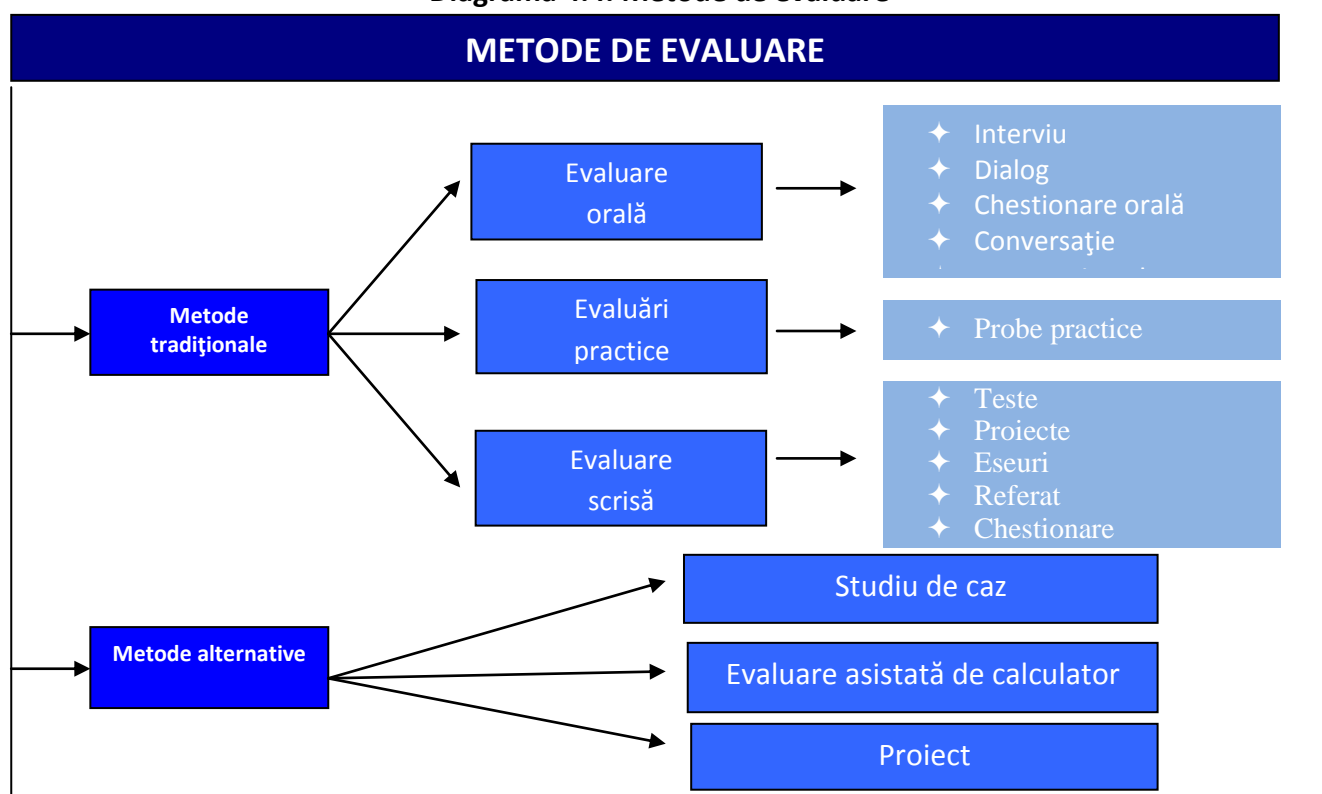 METODE DE EVALUARE
Evaluare
orală
✦ Interviu
✦ Dialog
✦ Chestionare orală
✦ Conversaţie
Metode
tradiţionale
Evaluări
practice
✦ Probe practice
Evaluare
scrisă
✦ Teste
✦ Proiecte
✦ Eseuri
✦ Referat
✦ Chestionare
Metode alternative
Studiu de caz
Evaluare asistată de calculator
Proiect